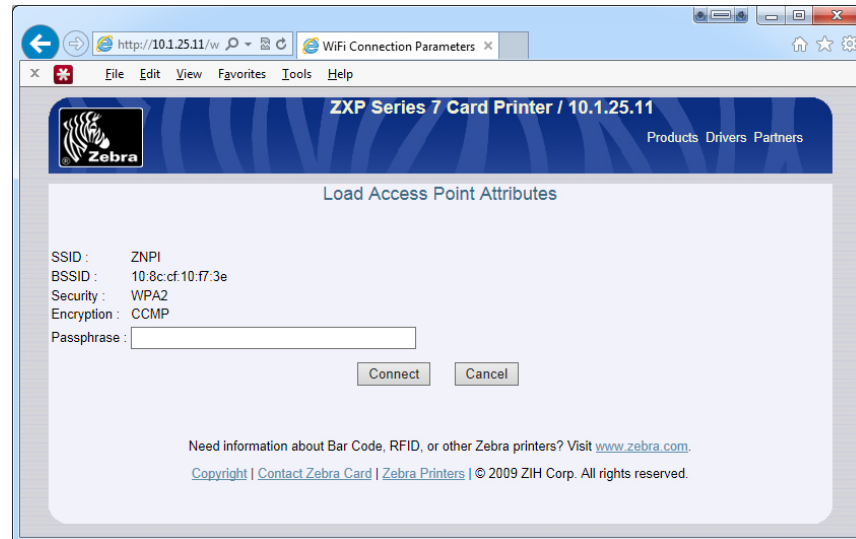 http://10.1.25.11/w
WiFi Connection Parameters
File Edit View Favorites Tools Help
ZXP Series 7 Card Printer / 10.1.25.11
Zebra
Products Drivers Partners
Load Access Point Attributes
SSID : ZNPI
BSSID : 10:8c:cf:10:f7:3e
Security : WPA2
Encryption : CCMP
Passphrase :
Connect Cancel
Need information about Bar Code, RFID, or other Zebra printers? Visit www.zebra.com.
Copyright | Contact Zebra Card | Zebra Printers | © 2009 ZIH Corp. All rights reserved.